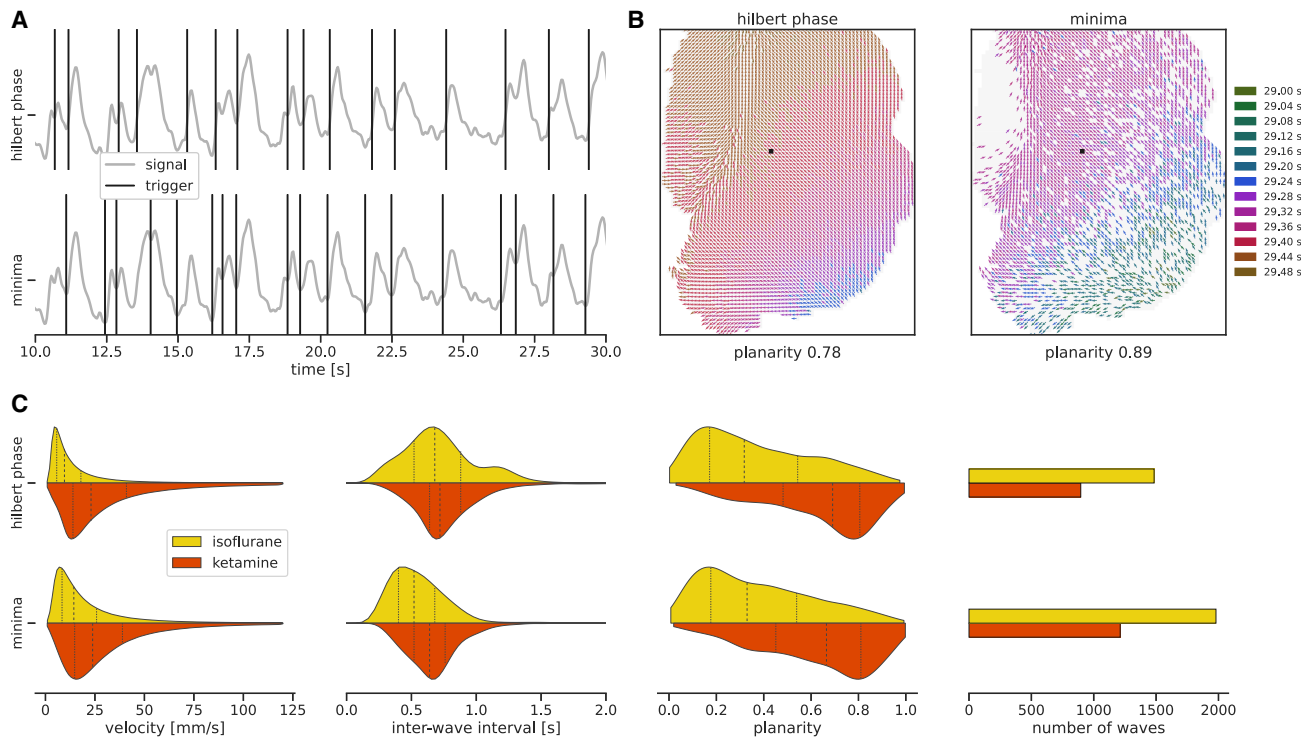 A
hilbert phase
signal
trigger
minima
10.0 12.5 15.0 17.5 20.0 22.5 25.0 27.5 30.0
time [s]
B
hilbert phase
minima
planarity 0.78
planarity 0.89
29.00 s
29.04 s
29.08 s
29.12 s
29.16 s
29.20 s
29.24 s
29.28 s
29.32 s
29.36 s
29.40 s
29.44 s
29.48 s
C
hilbert phase
isoflurane
ketamine
minima
0 25 50 75 100 125
velocity [mm/s]
0.0 0.5 1.0 1.5 2.0
inter-wave interval [s]
0.0 0.2 0.4 0.6 0.8 1.0
planarity
0 500 1000 1500 2000
number of waves